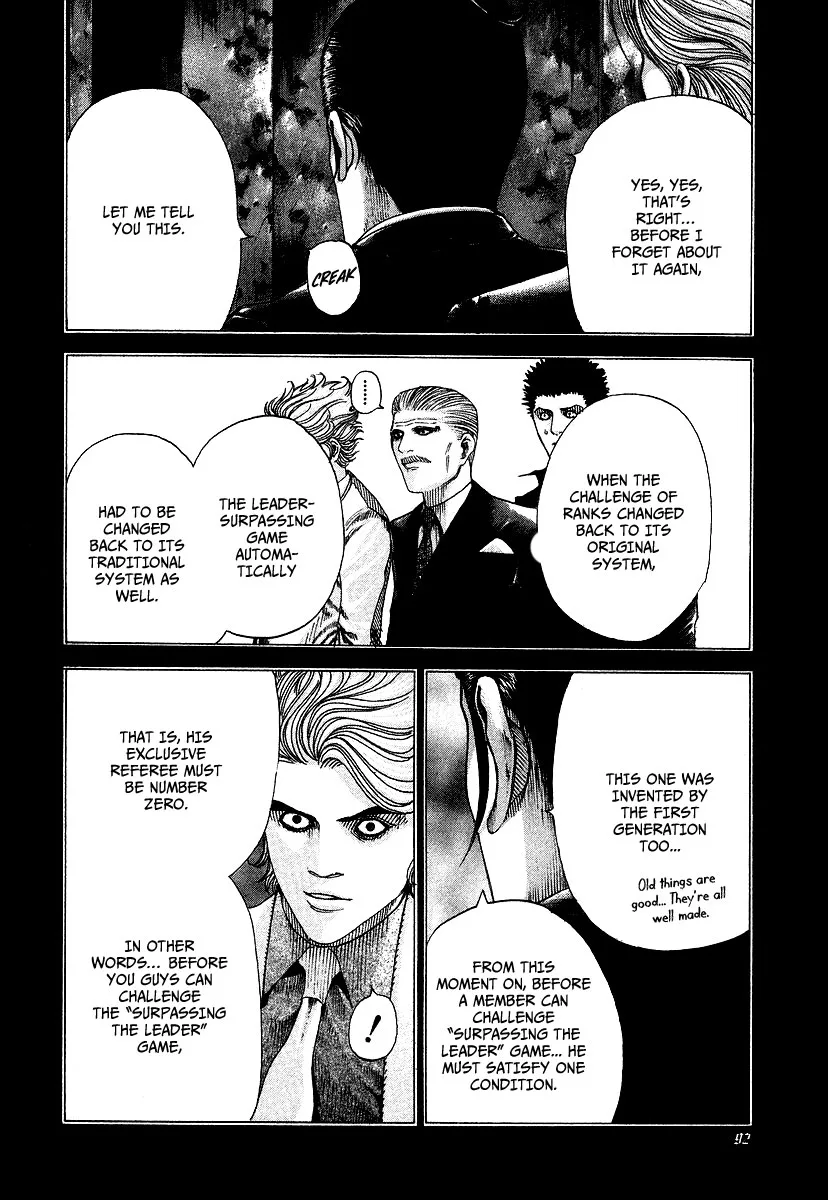 YES, YES,
THAT'S
RIGHT...
BEFORE I
FORGET ABOUT
IT AGAIN,
LET ME TELL
YOU THIS.
CREAK
WHEN THE
CHALLENGE OF
RANKS CHANGED
BACK TO ITS
ORIGINAL
SYSTEM,
......
THE LEADER-
SURPASSING
GAME
AUTOMA-
TICALLY
HAD TO BE
CHANGED
BACK TO ITS
TRADITIONAL
SYSTEM AS
WELL.
THIS ONE WAS
INVENTED BY
THE FIRST
GENERATION
TOO...
Old things are
good... They're all
well made.
FROM THIS
MOMENT ON, BEFORE
A MEMBER CAN
CHALLENGE
"SURPASSING THE
LEADER" GAME... HE
MUST SATISFY ONE
CONDITION.
THAT IS, HIS
EXCLUSIVE
REFEREE MUST
BE NUMBER
ZERO.
!
IN OTHER
WORDS... BEFORE
YOU GUYS CAN
CHALLENGE
THE "SURPASSING
THE LEADER"
GAME,